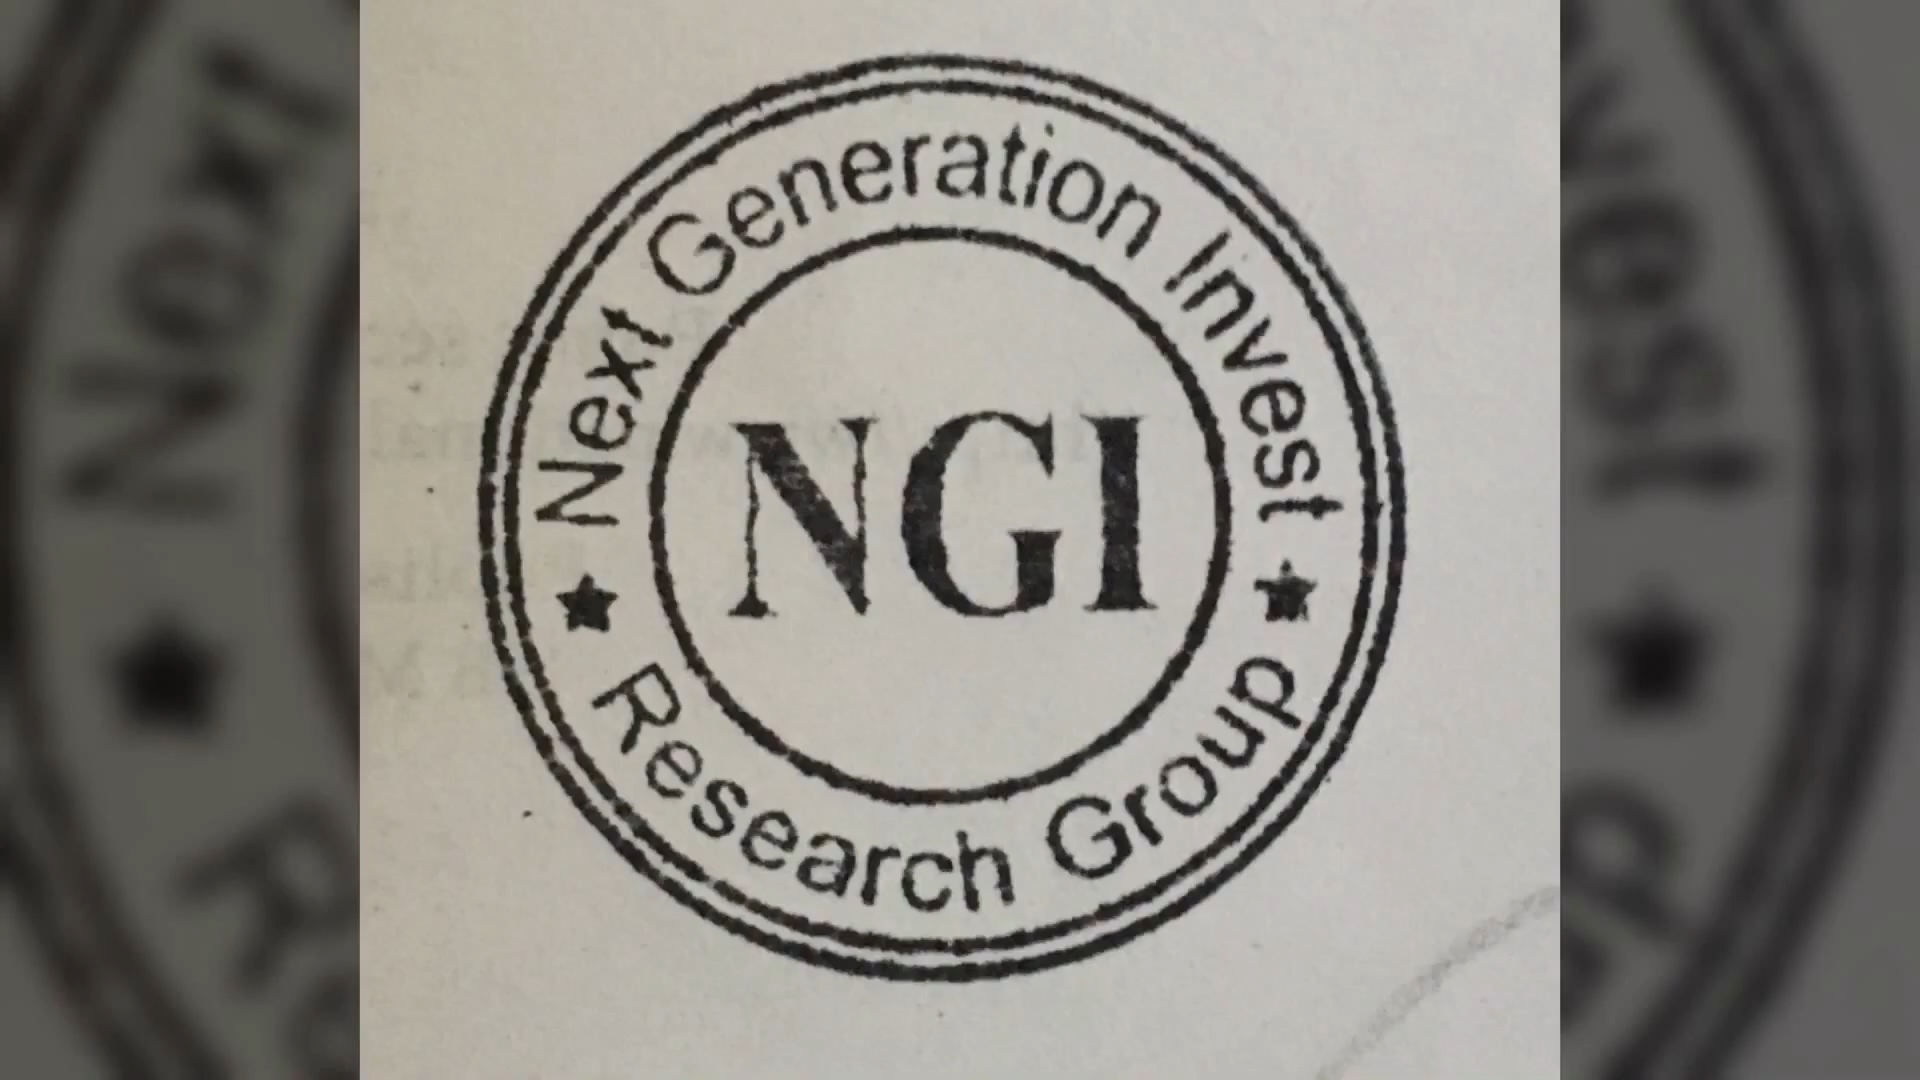 Next Generation Invest
NGI
★ Research Group ★